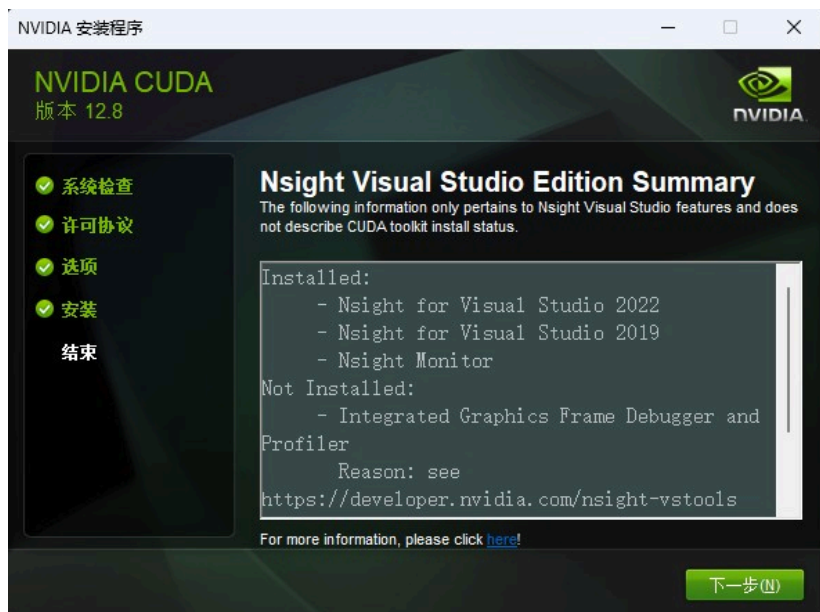 NVIDIA 安装程序
NVIDIA CUDA
版本 12.8
NVIDIA.
系统检查
许可协议
选项
安装
结束
Nsight Visual Studio Edition Summary
The following information only pertains to Nsight Visual Studio features and does
not describe CUDA toolkit install status.
Installed:
- Nsight for Visual Studio 2022
- Nsight for Visual Studio 2019
- Nsight Monitor
Not Installed:
- Integrated Graphics Frame Debugger and
Profiler
Reason: see
https://developer.nvidia.com/nsight-vstools
For more information, please click here!
下一步(N)